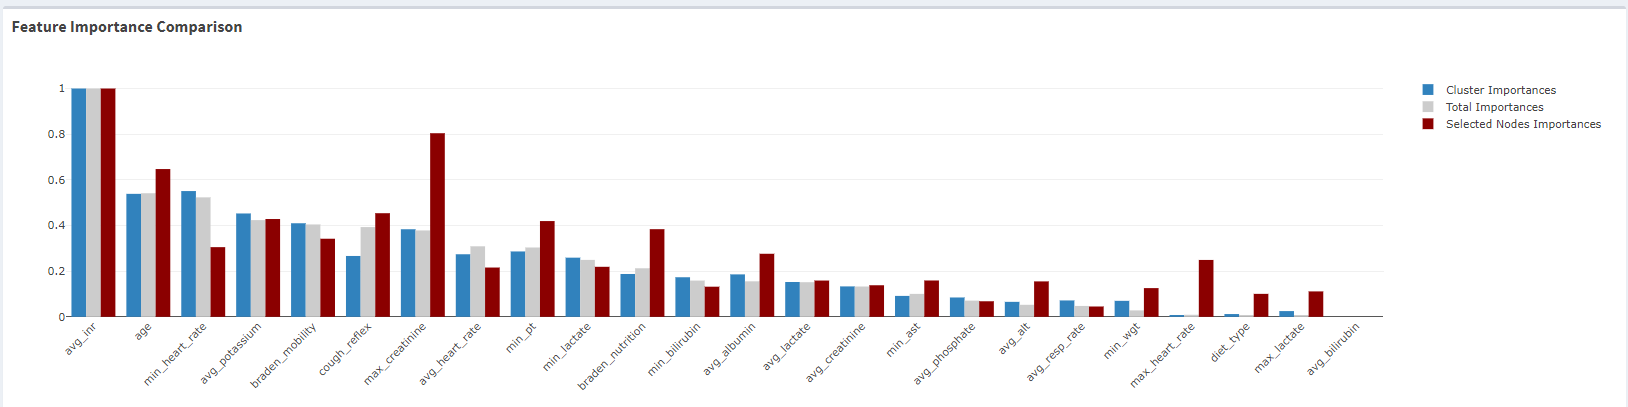 Feature Importance Comparison
1
0.8
0.6
0.4
0.2
0
avg_inr
age
min_heart_rate
avg_potassium
braden_mobility
cough_reflex
max_creatinine
avg_heart_rate
min_pt
min_lactate
braden_nutrition
min_bilirubin
avg_albumin
avg_lactate
avg_creatinine
min_ast
avg_phosphate
avg_alt
avg_resp_rate
min_wgt
max_heart_rate
diet_type
max_lactate
avg_bilirubin
Cluster Importances
Total Importances
Selected Nodes Importances